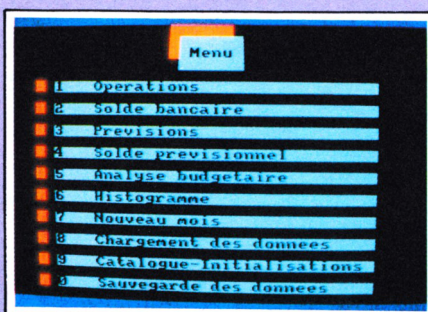 Menu
1 Operations
2 Solde bancaire
3 Previsions
4 Solde previsionnel
5 Analyse budgetaire
6 Histogramme
7 Nouveau mois
8 Chargement des donnees
9 Catalogue-Initialisations
0 Sauvegarde des donnees